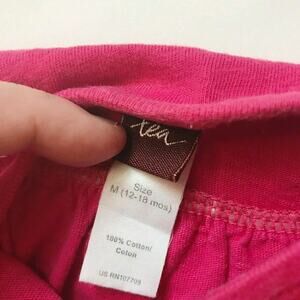 tea
Size
M (12-18 mos)
100% Cotton/
Coton
US RN107709